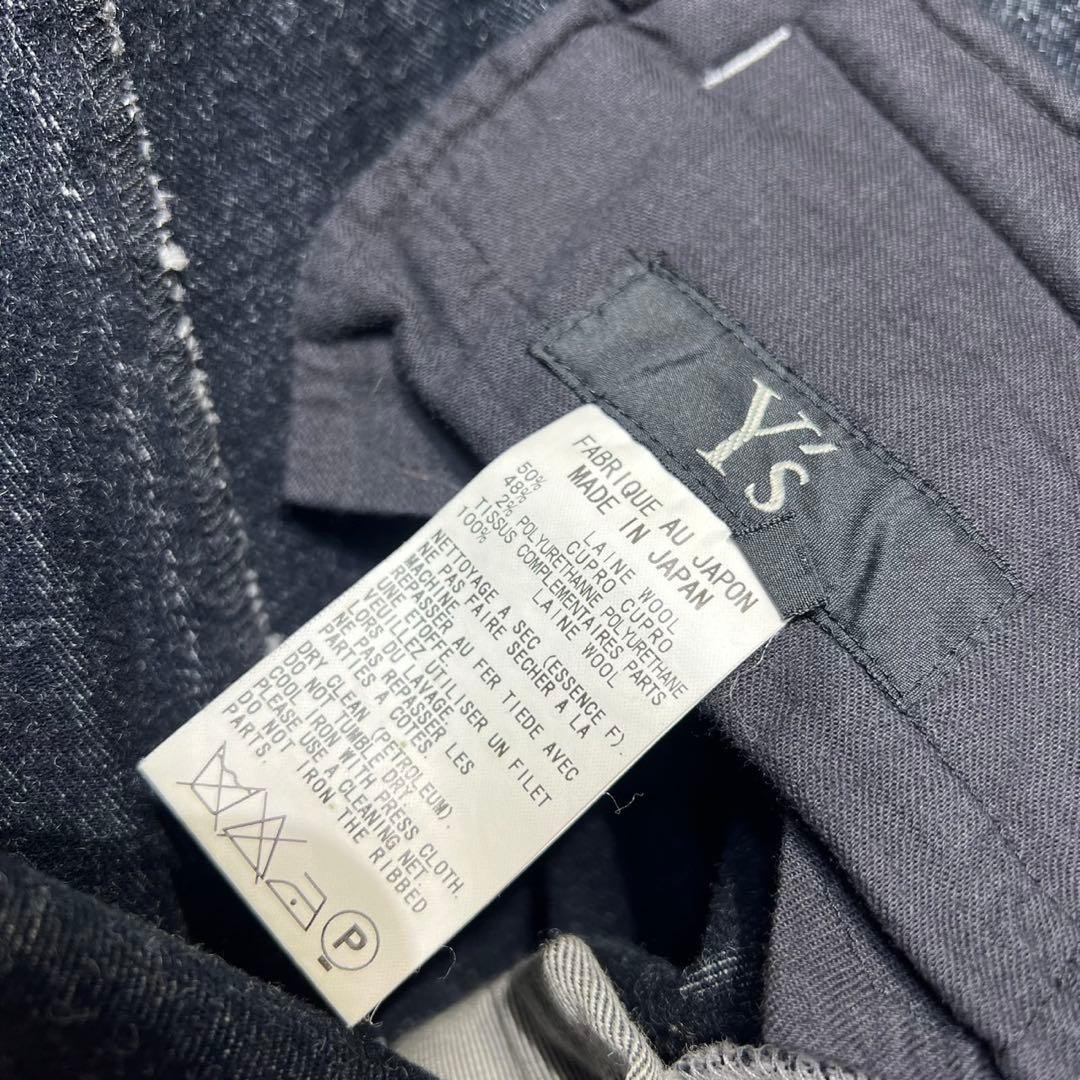 Y's
FABRIQUE AU JAPON
MADE IN JAPAN
50% LAINE WOOL
48% CUPRO CUPRO
2% POLYURETHANNE POLYURETHANE
TISSUS COMPLEMENTAIRES PARTS
100% LAINE WOOL
NETTOYAGE A SEC (ESSENCE F).
NE PAS FAIRE SECHER A LA
MACHINE.
REPASSER AU FER TIEDE AVEC
UNE ETOFFE.
VEUILLEZ UTILISER UN FILET
LORS DU LAVAGE.
NE PAS REPASSER LES
PARTIES A COTES.
DRY CLEAN (PETROLEUM).
DO NOT TUMBLE DRY.
COOL IRON WITH PRESS CLOTH.
PLEASE USE A CLEANING NET.
DO NOT IRON THE RIBBED
PARTS.
P